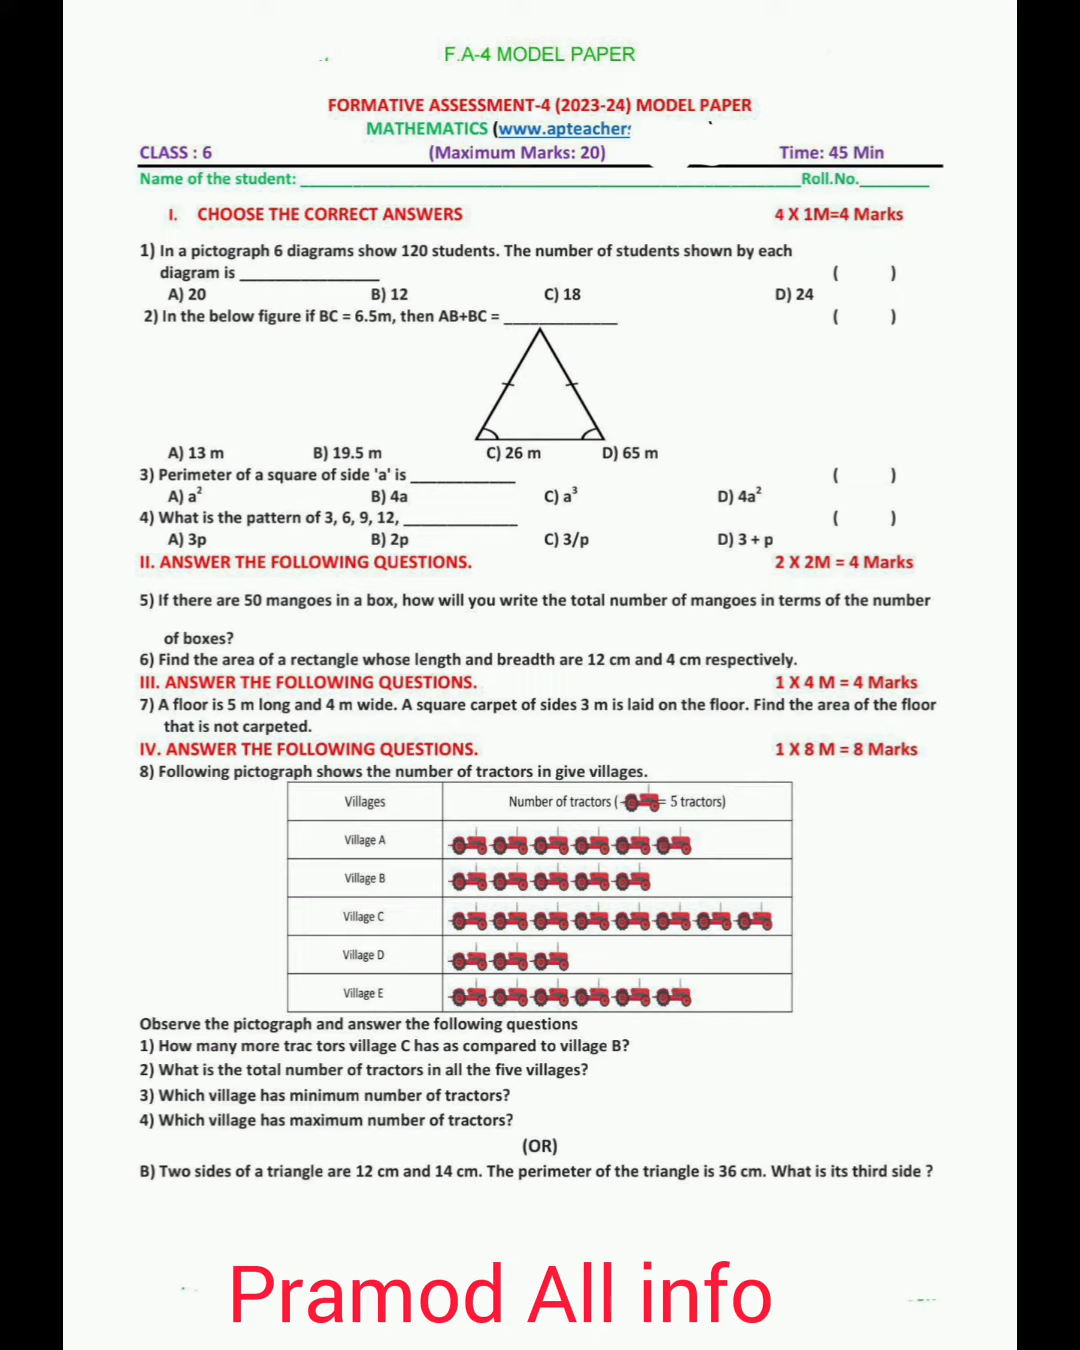 F.A-4 MODEL PAPER
FORMATIVE ASSESSMENT-4 (2023-24) MODEL PAPER
MATHEMATICS (www.apteacher
CLASS : 6 (Maximum Marks: 20) Time: 45 Min
Name of the student: ____________ Roll.No.________
I. CHOOSE THE CORRECT ANSWERS 4 X 1M=4 Marks
1) In a pictograph 6 diagrams show 120 students. The number of students shown by each
diagram is ____________ ( )
A) 20 B) 12 C) 18 D) 24
2) In the below figure if BC = 6.5m, then AB+BC = ____________ ( )
A) 13 m B) 19.5 m C) 26 m D) 65 m
3) Perimeter of a square of side 'a' is ____________ ( )
A) a² B) 4a C) a³ D) 4a²
4) What is the pattern of 3, 6, 9, 12, ____________ ( )
A) 3p B) 2p C) 3/p D) 3 + p
II. ANSWER THE FOLLOWING QUESTIONS. 2 X 2M = 4 Marks
5) If there are 50 mangoes in a box, how will you write the total number of mangoes in terms of the number
of boxes?
6) Find the area of a rectangle whose length and breadth are 12 cm and 4 cm respectively.
III. ANSWER THE FOLLOWING QUESTIONS. 1 X 4 M = 4 Marks
7) A floor is 5 m long and 4 m wide. A square carpet of sides 3 m is laid on the floor. Find the area of the floor
that is not carpeted.
IV. ANSWER THE FOLLOWING QUESTIONS. 1 X 8 M = 8 Marks
8) Following pictograph shows the number of tractors in give villages.
Villages Number of tractors ( = 5 tractors)
Village A
Village B
Village C
Village D
Village E
Observe the pictograph and answer the following questions
1) How many more trac tors village C has as compared to village B?
2) What is the total number of tractors in all the five villages?
3) Which village has minimum number of tractors?
4) Which village has maximum number of tractors?
(OR)
B) Two sides of a triangle are 12 cm and 14 cm. The perimeter of the triangle is 36 cm. What is its third side ?
Pramod All info